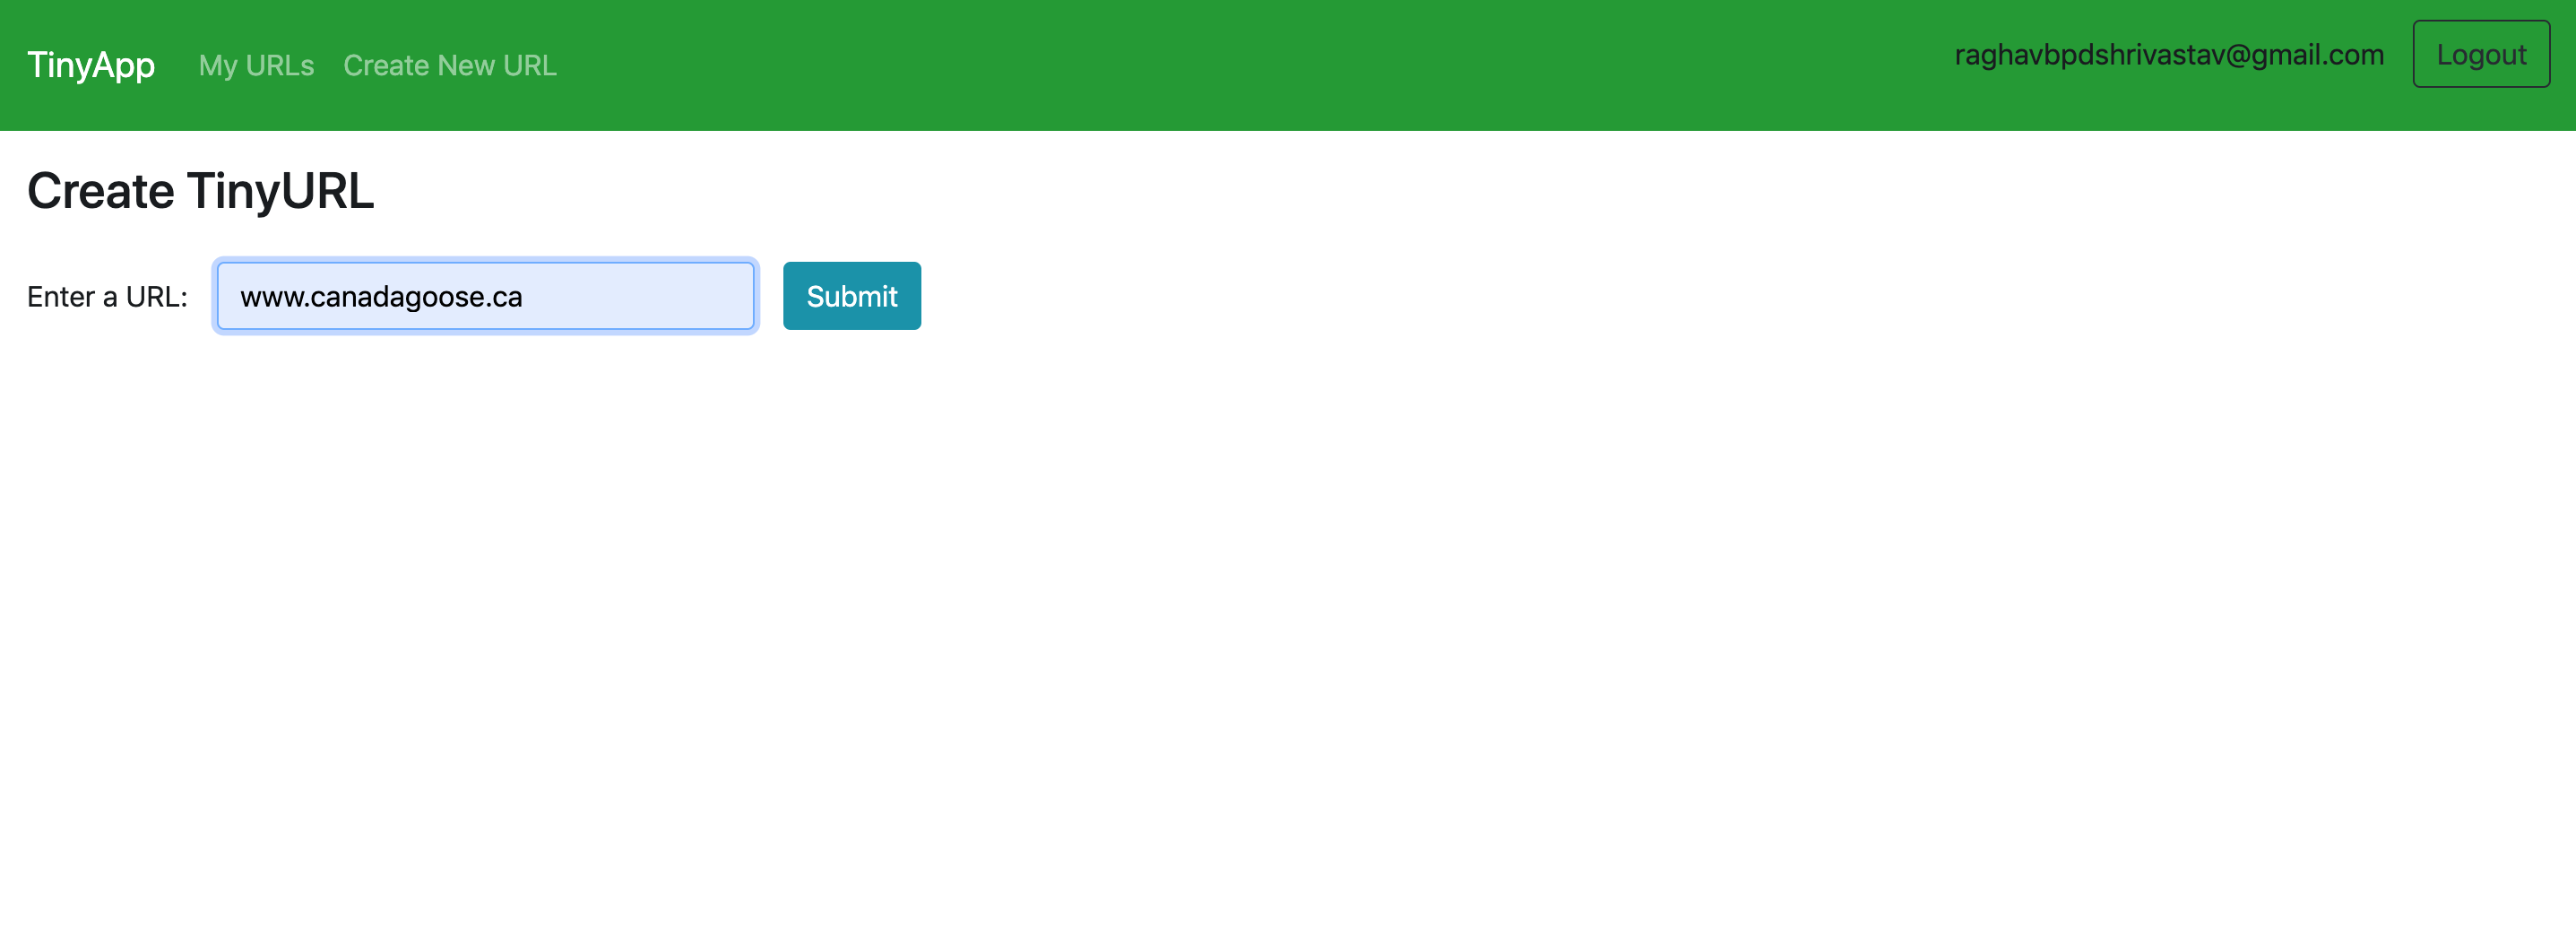 TinyApp My URLs Create New URL raghavbpdshrivastav@gmail.com Logout
Create TinyURL
Enter a URL: www.canadagoose.ca Submit